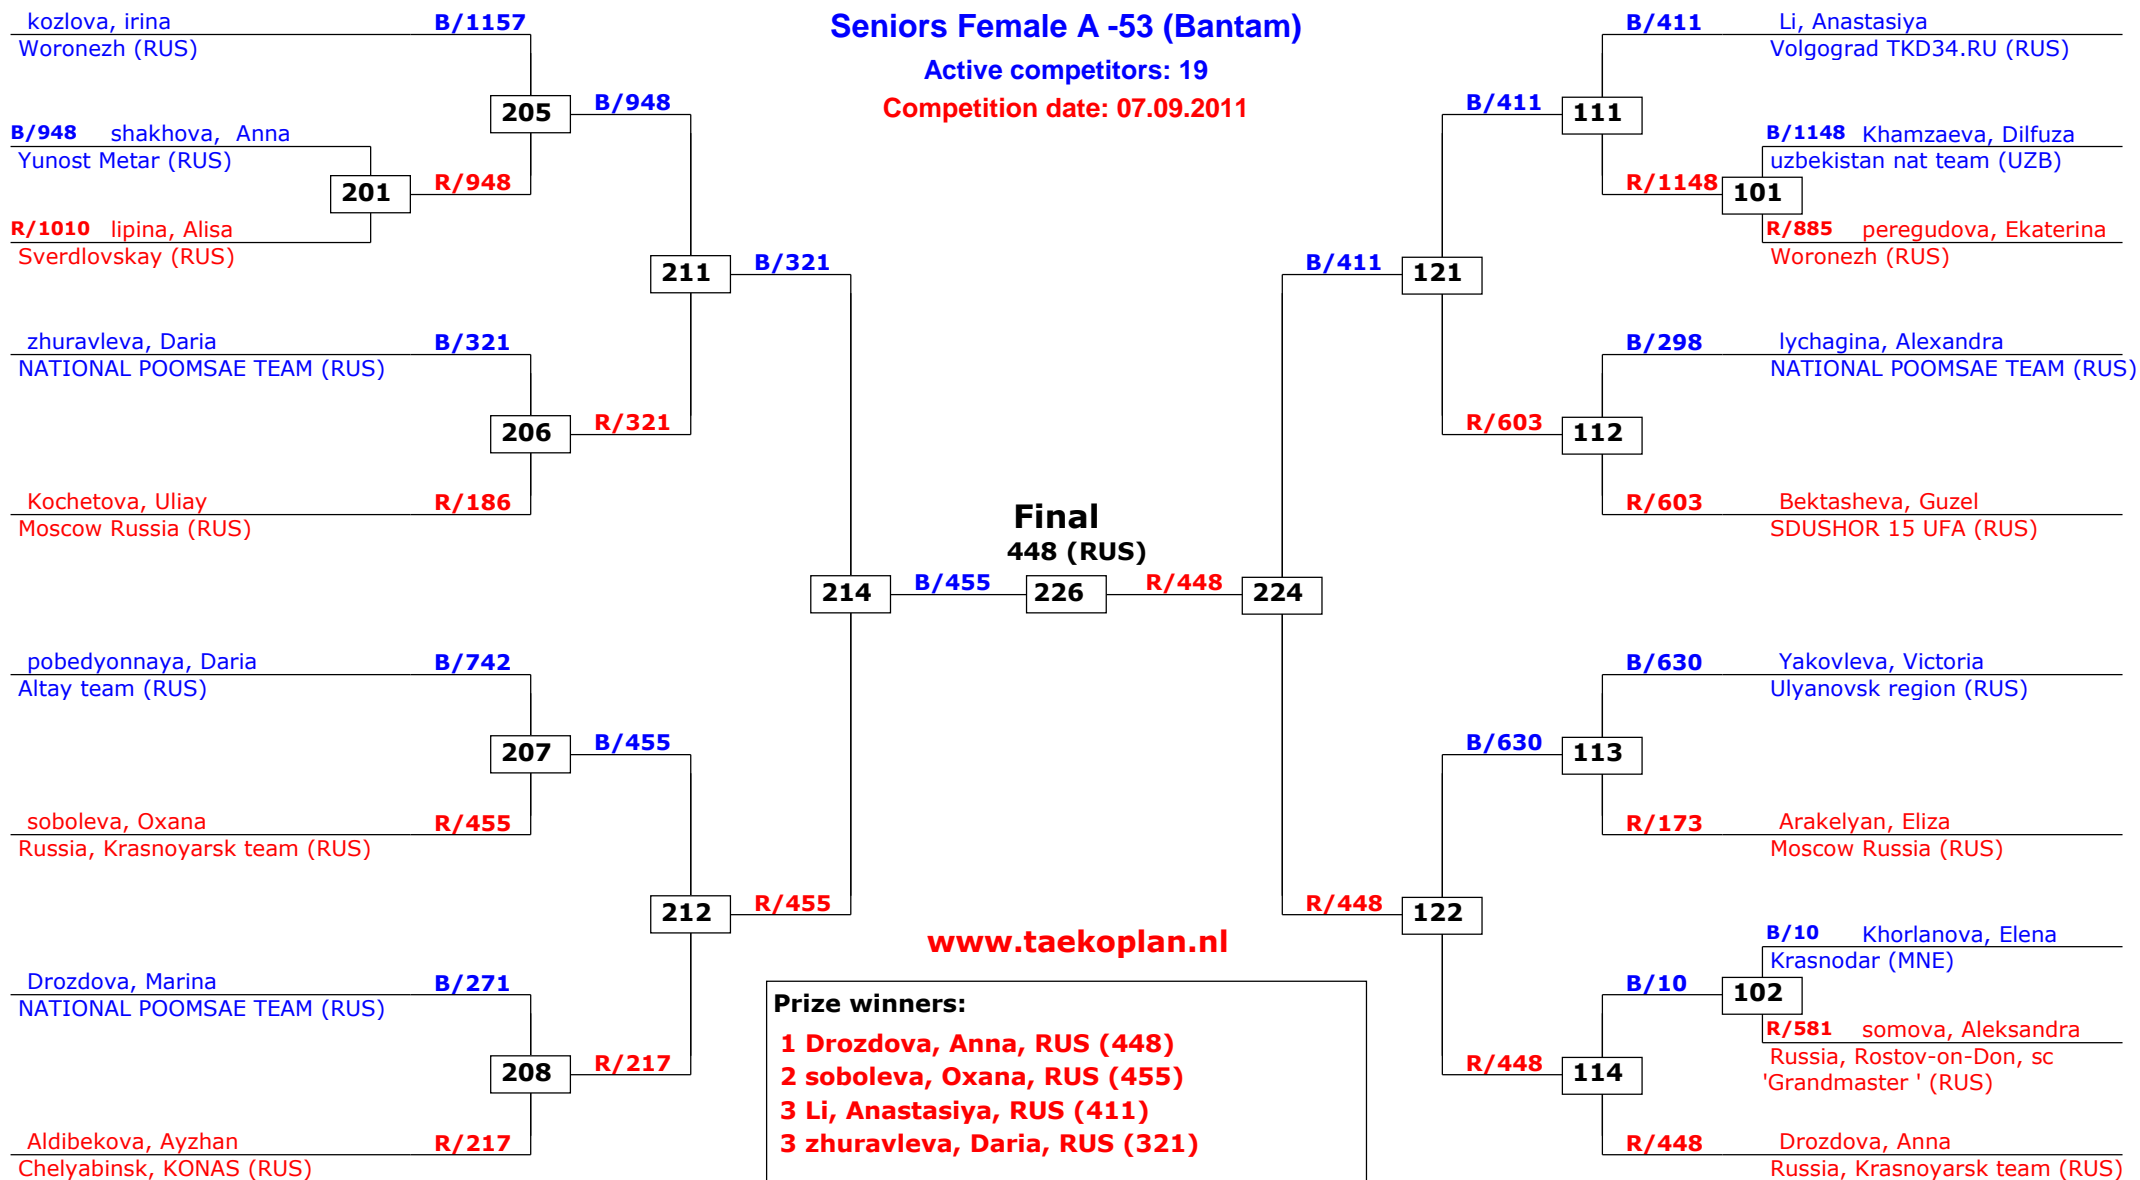 Seniors Female A -53 (Bantam)
Active competitors: 19
Competition date: 07.09.2011
kozlova, irina B/1157
Woronezh (RUS)
205 B/948
B/948 shakhova, Anna
Yunost Metar (RUS)
201 R/948
R/1010 lipina, Alisa
Sverdlovskay (RUS)
211 B/321
zhuravleva, Daria B/321
NATIONAL POOMSAE TEAM (RUS)
206 R/321
Kochetova, Uliay R/186
Moscow Russia (RUS)
214 B/455
pobedyonnaya, Daria B/742
Altay team (RUS)
207 B/455
soboleva, Oxana R/455
Russia, Krasnoyarsk team (RUS)
212 R/455
Drozdova, Marina B/271
NATIONAL POOMSAE TEAM (RUS)
208 R/217
Aldibekova, Ayzhan R/217
Chelyabinsk, KONAS (RUS)
Final
448 (RUS)
226
B/411 Li, Anastasiya
Volgograd TKD34.RU (RUS)
B/411 111
B/1148 Khamzaeva, Dilfuza
uzbekistan nat team (UZB)
R/1148 101
R/885 peregudova, Ekaterina
Woronezh (RUS)
B/411 121
B/298 lychagina, Alexandra
NATIONAL POOMSAE TEAM (RUS)
R/603 112
R/603 Bektasheva, Guzel
SDUSHOR 15 UFA (RUS)
R/448 224
B/630 Yakovleva, Victoria
Ulyanovsk region (RUS)
B/630 113
R/173 Arakelyan, Eliza
Moscow Russia (RUS)
R/448 122
B/10 Khorlanova, Elena
Krasnodar (MNE)
B/10 102
R/581 somova, Aleksandra
Russia, Rostov-on-Don, sc
'Grandmaster ' (RUS)
R/448 114
R/448 Drozdova, Anna
Russia, Krasnoyarsk team (RUS)
www.taekoplan.nl
Prize winners:
1 Drozdova, Anna, RUS (448)
2 soboleva, Oxana, RUS (455)
3 Li, Anastasiya, RUS (411)
3 zhuravleva, Daria, RUS (321)